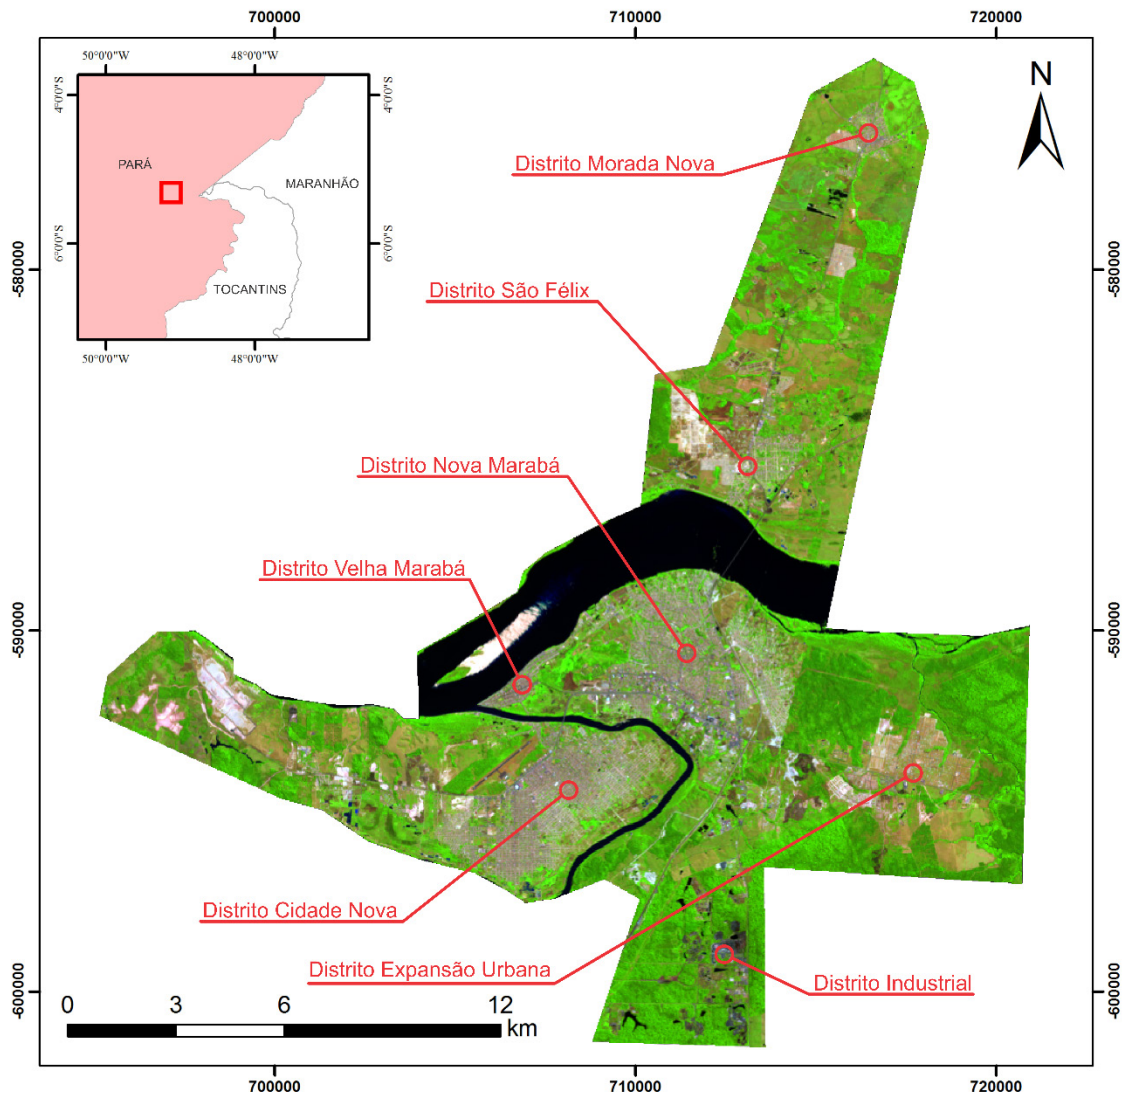 700000
710000
720000
50°0'0"W
48°0'0"W
4°0'0"S
4°0'0"S
N
PARÁ
MARANHÃO
Distrito Morada Nova
6°0'0"S
6°0'0"S
-580000
-580000
TOCANTINS
Distrito São Félix
50°0'0"W
48°0'0"W
Distrito Nova Marabá
Distrito Velha Marabá
-590000
-590000
Distrito Cidade Nova
Distrito Expansão Urbana
Distrito Industrial
-600000
-600000
0
3
6
12
km
700000
710000
720000